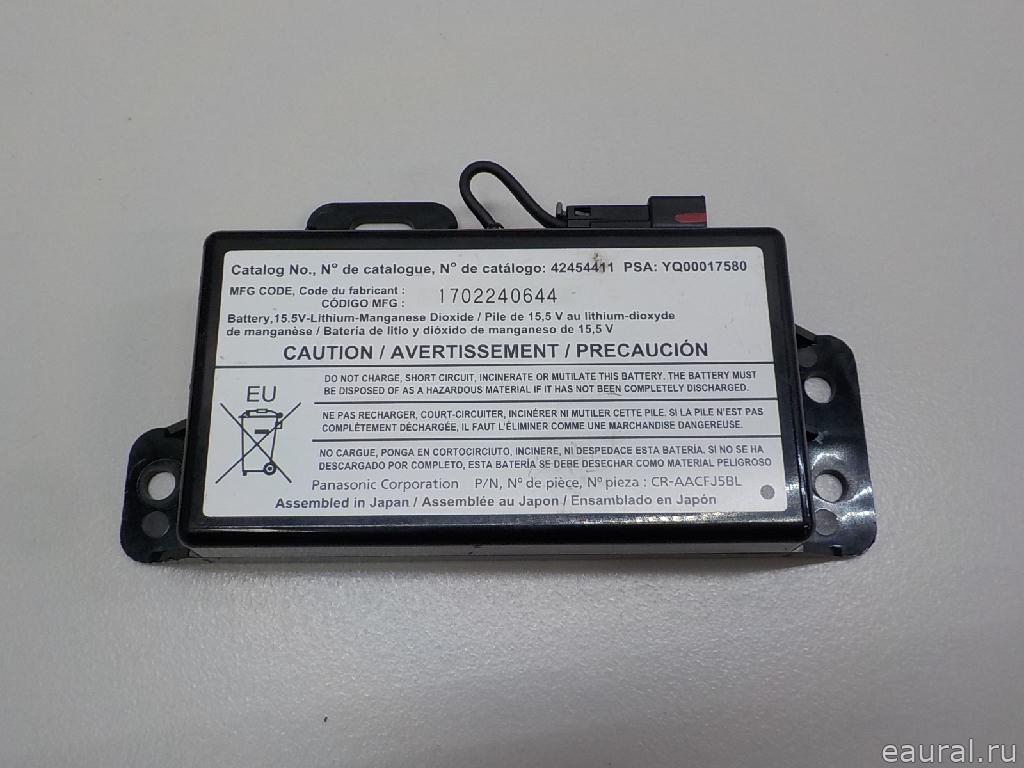 Catalog No., N° de catalogue, N° de catálogo: 42454411 PSA: YQ00017580
MFG CODE, Code du fabricant :
CÓDIGO MFG :
1702240644
Battery,15.5V-Lithium-Manganese Dioxide / Pile de 15,5 V au lithium-dioxyde
de manganèse / Batería de litio y dióxido de manganeso de 15,5 V
CAUTION / AVERTISSEMENT / PRECAUCIÓN
EU
DO NOT CHARGE, SHORT CIRCUIT, INCINERATE OR MUTILATE THIS BATTERY. THE BATTERY MUST
BE DISPOSED OF AS A HAZARDOUS MATERIAL IF IT HAS NOT BEEN COMPLETELY DISCHARGED.
NE PAS RECHARGER, COURT-CIRCUITER, INCINÉRER NI MUTILER CETTE PILE. SI LA PILE N'EST PAS
COMPLÈTEMENT DÉCHARGÉE, IL FAUT L'ÉLIMINER COMME UNE MARCHANDISE DANGEREUSE.
NO CARGUE, PONGA EN CORTOCIRCUITO, INCINERE, NI DESPEDACE ESTA BATERÍA. SI NO SE HA
DESCARGADO POR COMPLETO, ESTA BATERÍA SE DEBE DESECHAR COMO MATERIAL PELIGROSO
Panasonic Corporation P/N, N° de pièce, N° pieza : CR-AACFJ5BL
Assembled in Japan / Assemblée au Japon / Ensamblado en Japón
eaural.ru